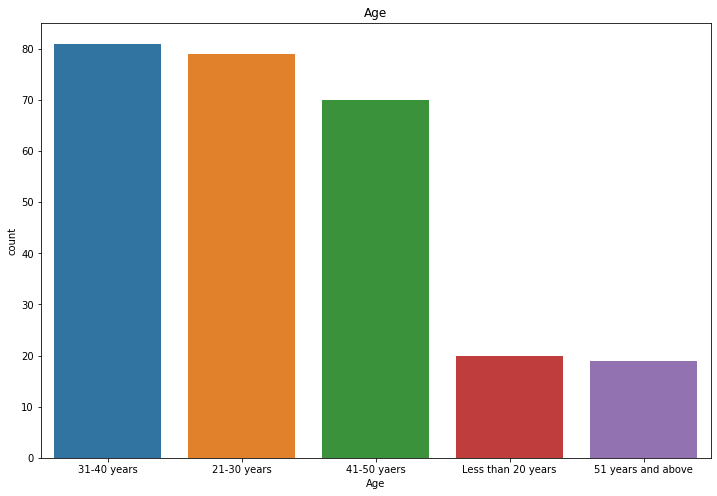 Age
count
80
70
60
50
40
30
20
10
0
31-40 years
21-30 years
41-50 yaers
Less than 20 years
51 years and above
Age